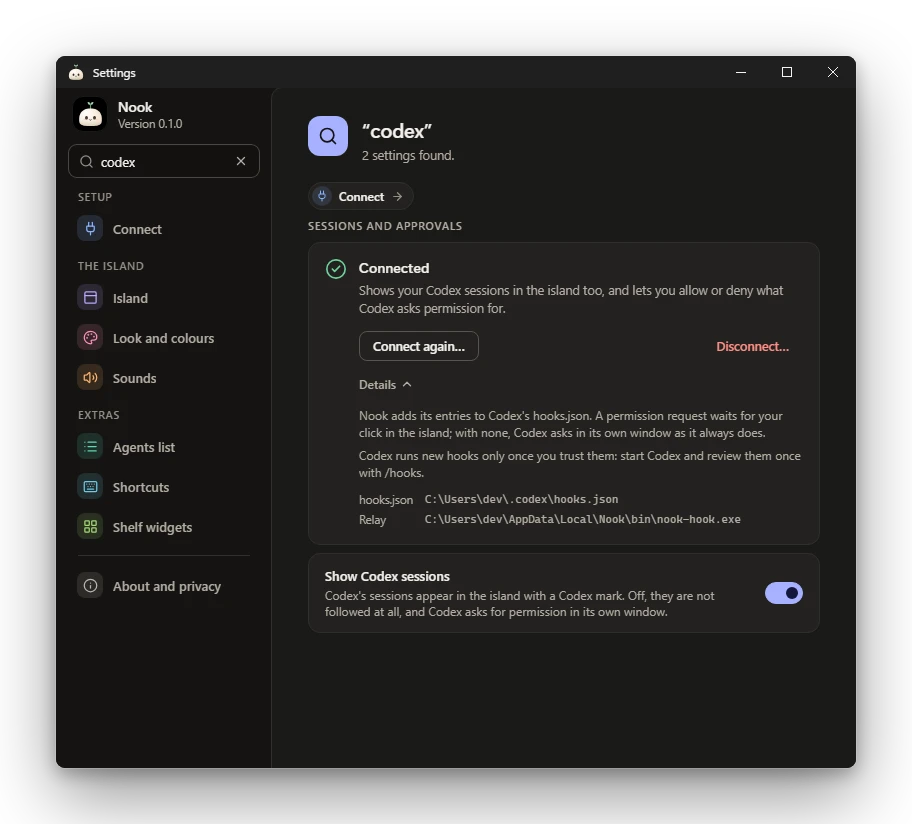 Settings
Nook
Version 0.1.0
codex
SETUP
Connect
THE ISLAND
Island
Look and colours
Sounds
EXTRAS
Agents list
Shortcuts
Shelf widgets
About and privacy
“codex”
2 settings found.
Connect
SESSIONS AND APPROVALS
Connected
Shows your Codex sessions in the island too, and lets you allow or deny what
Codex asks permission for.
Connect again...
Disconnect...
Details
Nook adds its entries to Codex's hooks.json. A permission request waits for your
click in the island; with none, Codex asks in its own window as it always does.
Codex runs new hooks only once you trust them: start Codex and review them once
with /hooks.
hooks.json C:\Users\dev\.codex\hooks.json
Relay C:\Users\dev\AppData\Local\Nook\bin\nook-hook.exe
Show Codex sessions
Codex's sessions appear in the island with a Codex mark. Off, they are not
followed at all, and Codex asks for permission in its own window.